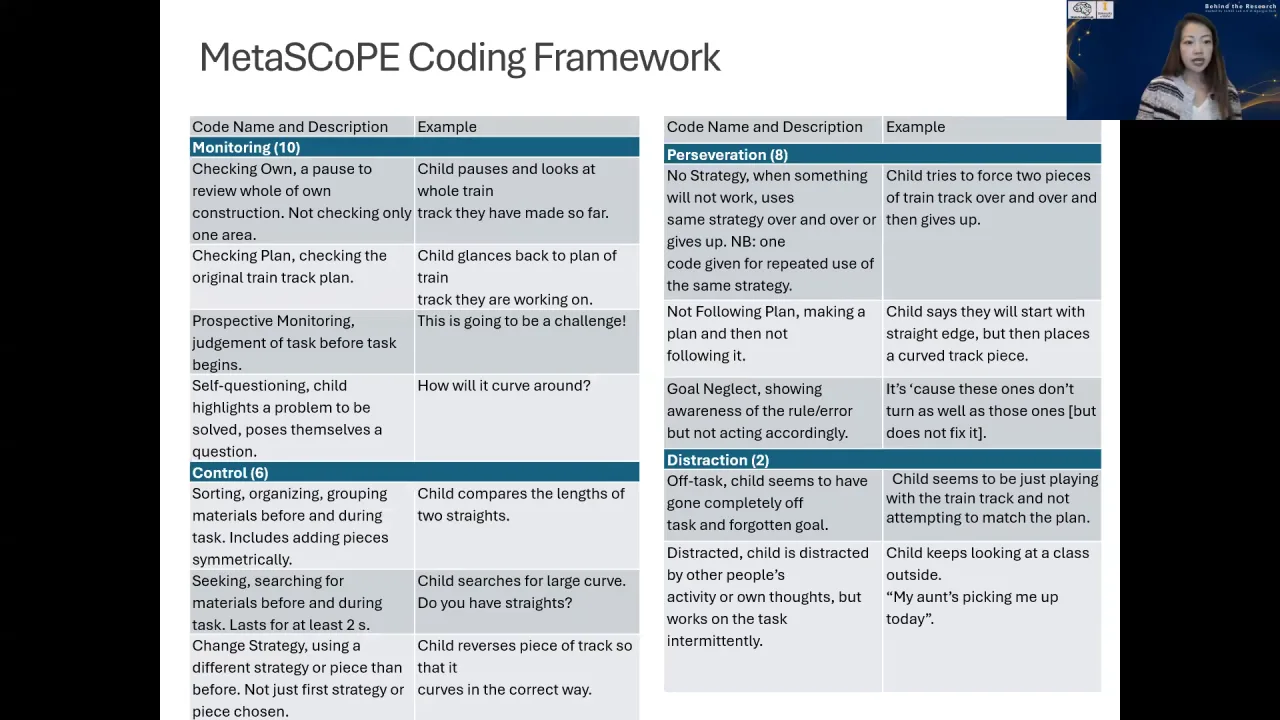 MetaSCoPE Coding Framework
Behind the Research
Code Name and Description
Example
Monitoring (10)
Checking Own, a pause to
review whole of own
construction. Not checking only
one area.
Child pauses and looks at
whole train
track they have made so far.
Checking Plan, checking the
original train track plan.
Child glances back to plan of
train
track they are working on.
Prospective Monitoring,
judgement of task before task
begins.
This is going to be a challenge!
Self-questioning, child
highlights a problem to be
solved, poses themselves a
question.
How will it curve around?
Control (6)
Sorting, organizing, grouping
materials before and during
task. Includes adding pieces
symmetrically.
Child compares the lengths of
two straights.
Seeking, searching for
materials before and during
task. Lasts for at least 2 s.
Child searches for large curve.
Do you have straights?
Change Strategy, using a
different strategy or piece than
before. Not just first strategy or
piece chosen.
Child reverses piece of track so
that it
curves in the correct way.
Code Name and Description
Example
Perseveration (8)
No Strategy, when something
will not work, uses
same strategy over and over or
gives up. NB: one
code given for repeated use of
the same strategy.
Child tries to force two pieces
of train track over and over and
then gives up.
Not Following Plan, making a
plan and then not
following it.
Child says they will start with
straight edge, but then places
a curved track piece.
Goal Neglect, showing
awareness of the rule/error
but not acting accordingly.
It’s ‘cause these ones don’t
turn as well as those ones [but
does not fix it].
Distraction (2)
Off-task, child seems to have
gone completely off
task and forgotten goal.
Child seems to be just playing
with the train track and not
attempting to match the plan.
Distracted, child is distracted
by other people’s
activity or own thoughts, but
works on the task
intermittently.
Child keeps looking at a class
outside.
“My aunt’s picking me up
today”.